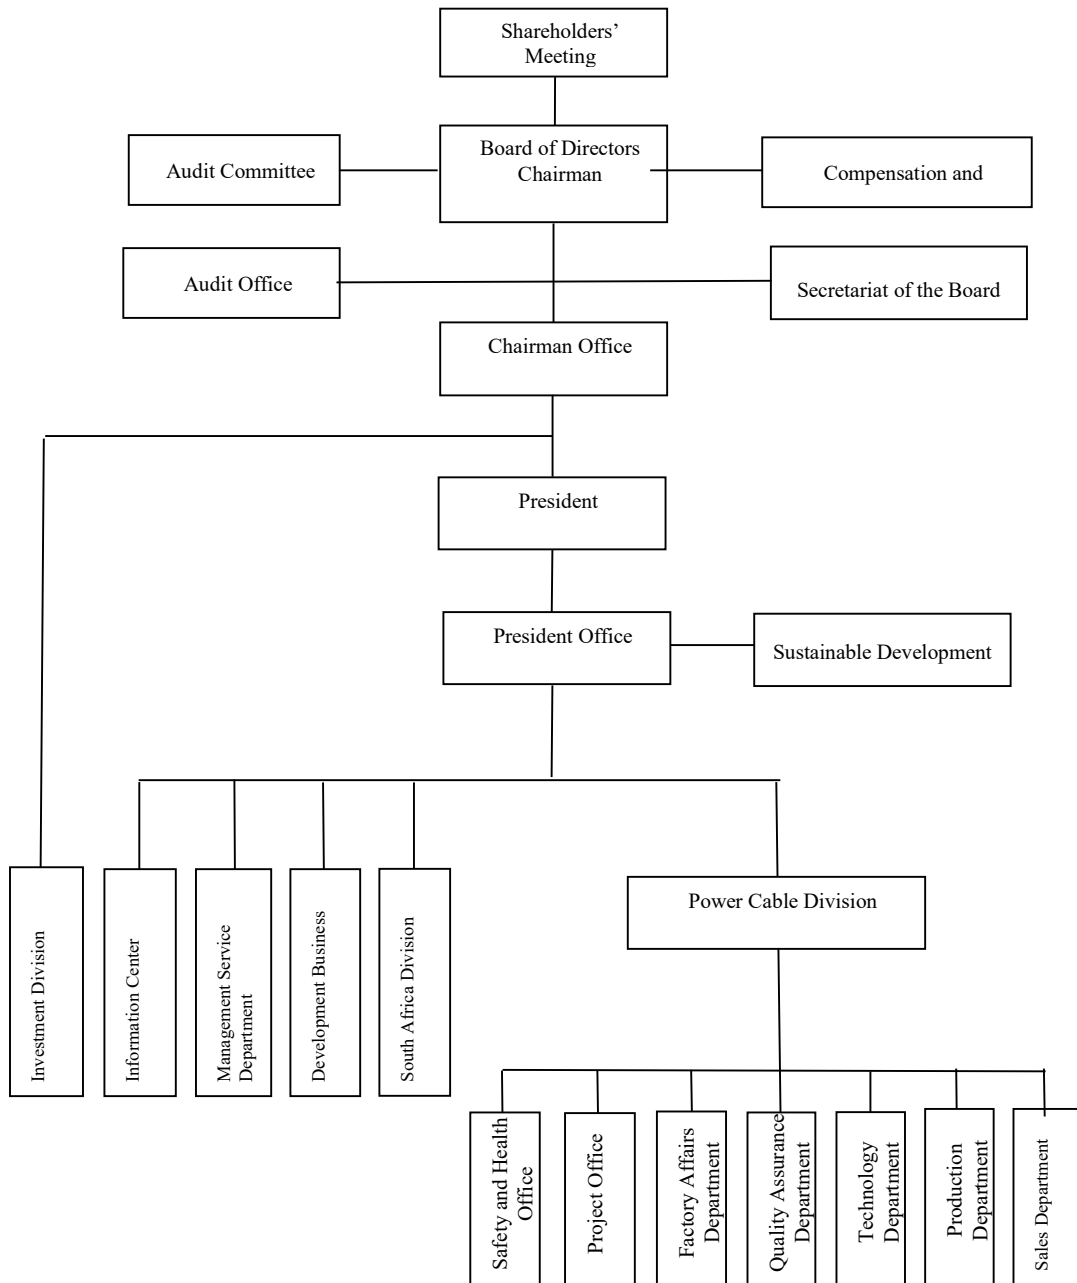 Shareholders’
Meeting
Board of Directors
Chairman
Audit Committee
Compensation and
Audit Office
Secretariat of the Board
Chairman Office
President
President Office
Sustainable Development
Power Cable Division
Investment Division
Information Center
Management Service
Department
Development Business
South Africa Division
Safety and Health
Office
Project Office
Factory Affairs
Department
Quality Assurance
Department
Technology
Department
Production
Department
Sales Department